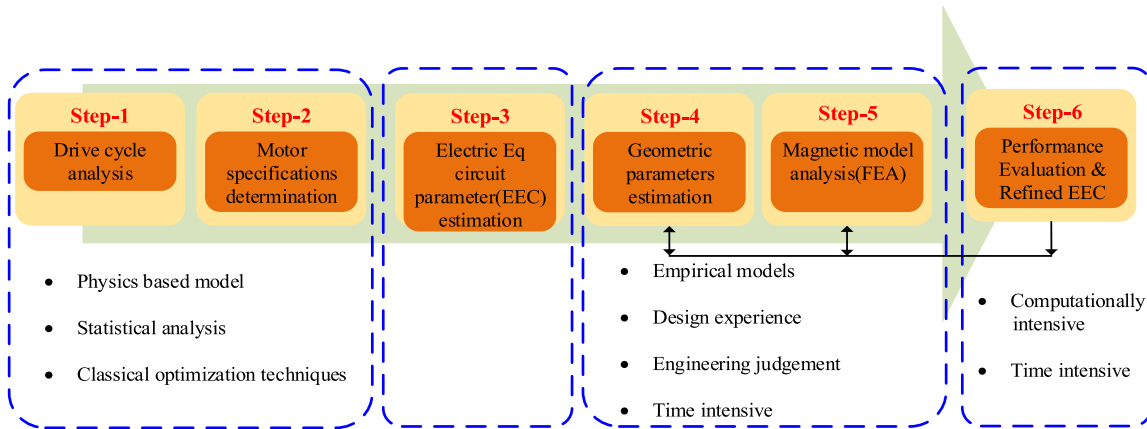 Step-1
Drive cycle
analysis
Step-2
Motor
specifications
determination
Step-3
Electric Eq
circuit
parameter(EEC)
estimation
Step-4
Geometric
parameters
estimation
Step-5
Magnetic model
analysis(FEA)
Step-6
Performance
Evaluation &
Refined EEC
• Physics based model
• Statistical analysis
• Classical optimization techniques
• Empirical models
• Design experience
• Engineering judgement
• Time intensive
• Computationally
intensive
• Time intensive